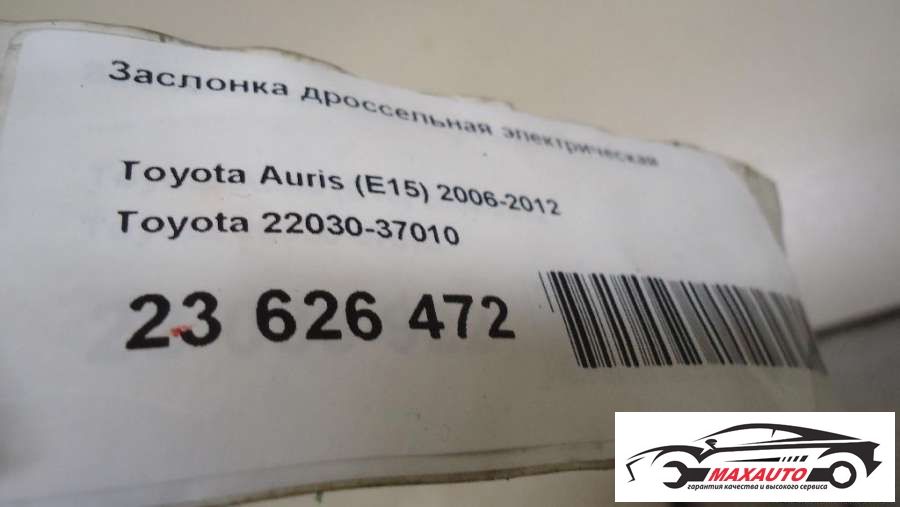 Заслонка дроссельная электрическая
Toyota Auris (E15) 2006-2012
Toyota 22030-37010
23 626 472
MAXAUTO
гарантия качества и высокого сервиса